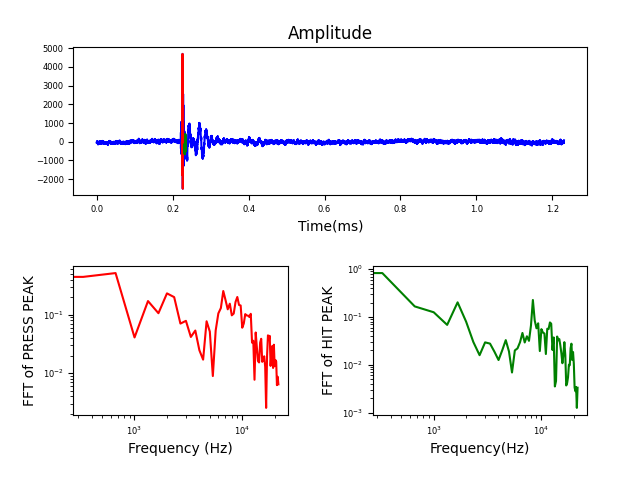 Amplitude
5000
4000
3000
2000
1000
0
−1000
−2000
0.0 0.2 0.4 0.6 0.8 1.0 1.2
Time(ms)
FFT of PRESS PEAK
10⁻¹
10⁻²
10³ 10⁴
Frequency (Hz)
FFT of HIT PEAK
10⁰
10⁻¹
10⁻²
10⁻³
10³ 10⁴
Frequency(Hz)